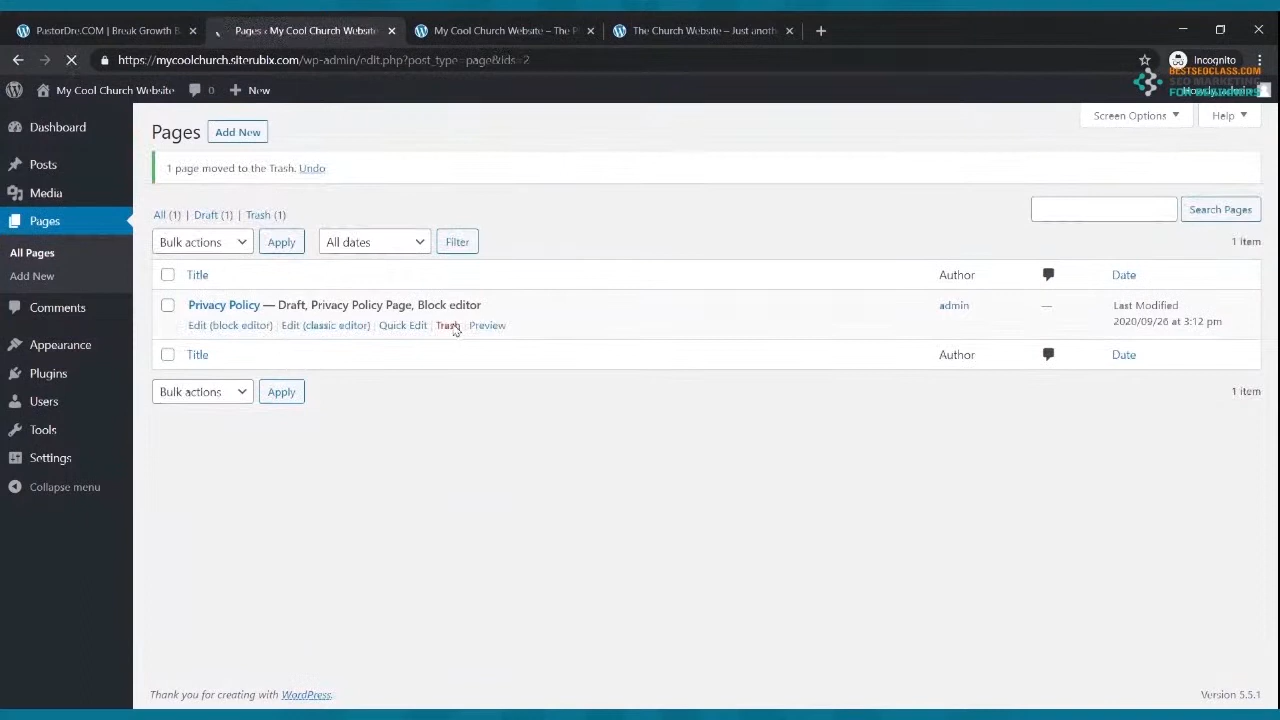 PastorDre.COM | Break Growth B
Pages ‹ My Cool Church Website
My Cool Church Website – The P
The Church Website – Just anoth
https://mycoolchurch.siterubix.com/wp-admin/edit.php?post_type=page&ids=2
Incognito
BESTSEOCLASS.COM
SEO MARKETING
FOR BEGINNERS
My Cool Church Website
0
New
Dashboard
Posts
Media
Pages
All Pages
Add New
Comments
Appearance
Plugins
Users
Tools
Settings
Collapse menu
Screen Options
Help
Pages
Add New
1 page moved to the Trash. Undo
All (1) | Draft (1) | Trash (1)
Search Pages
Bulk actions
Apply
All dates
Filter
1 item
Title
Author
Date
Privacy Policy — Draft, Privacy Policy Page, Block editor
admin
—
Last Modified
2020/09/26 at 3:12 pm
Edit (block editor) | Edit (classic editor) | Quick Edit | Trash | Preview
Title
Author
Date
Bulk actions
Apply
1 item
Thank you for creating with WordPress.
Version 5.5.1